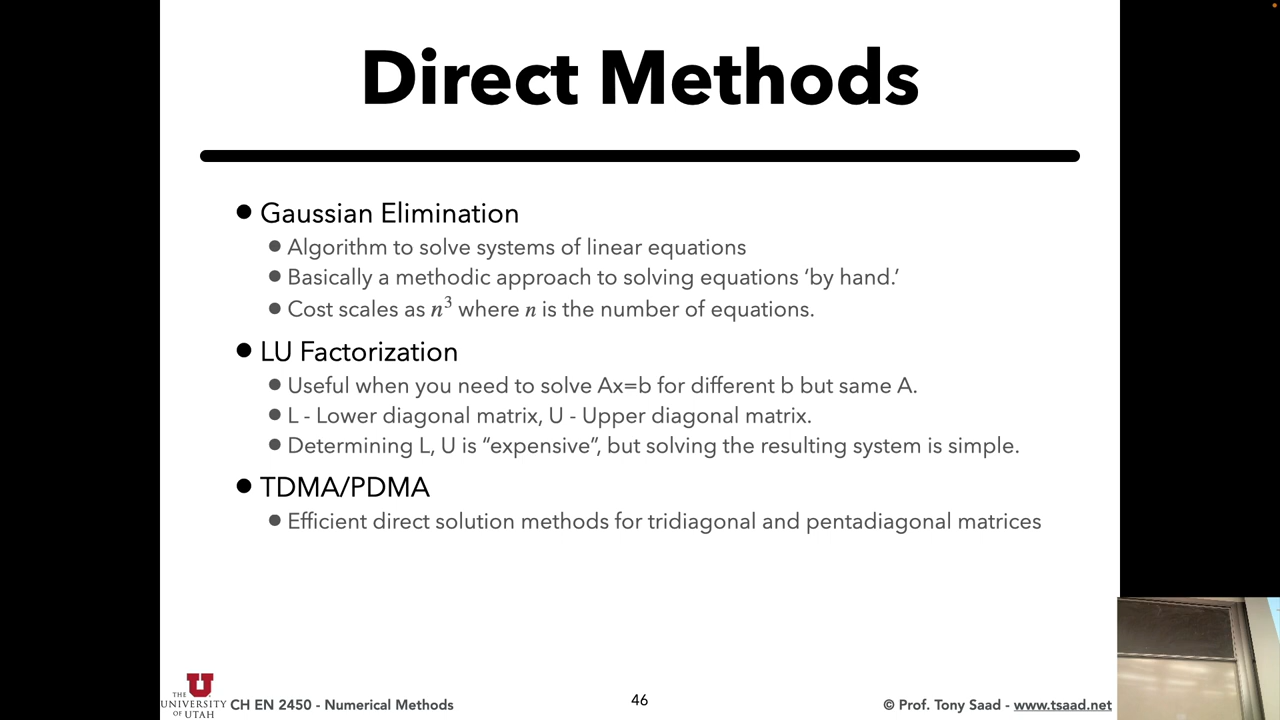 Direct Methods
● Gaussian Elimination
● Algorithm to solve systems of linear equations
● Basically a methodic approach to solving equations ‘by hand.’
● Cost scales as n³ where n is the number of equations.
● LU Factorization
● Useful when you need to solve Ax=b for different b but same A.
● L - Lower diagonal matrix, U - Upper diagonal matrix.
● Determining L, U is “expensive”, but solving the resulting system is simple.
● TDMA/PDMA
● Efficient direct solution methods for tridiagonal and pentadiagonal matrices
U
THE
UNIVERSITY
OF UTAH
CH EN 2450 - Numerical Methods
46
© Prof. Tony Saad - www.tsaad.net